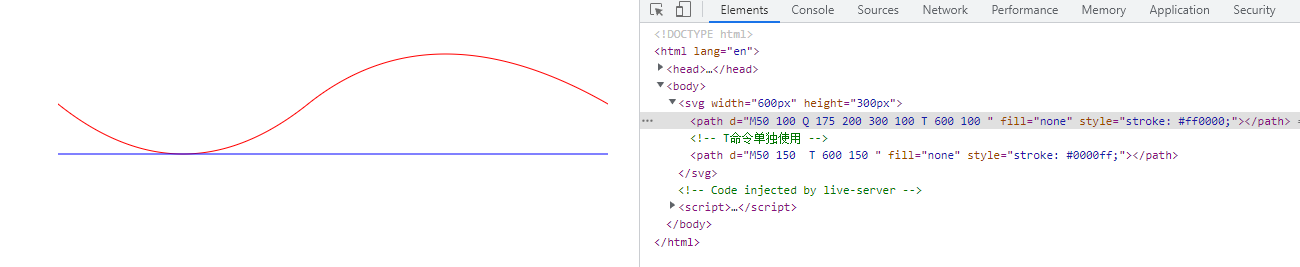 Elements Console Sources Network Performance Memory Application Security
<!DOCTYPE html>
<html lang="en">
<head>…</head>
<body>
<svg width="600px" height="300px">
<path d="M50 100 Q 175 200 300 100 T 600 100 " fill="none" style="stroke: #ff0000;"></path> =
<!-- T命令单独使用 -->
<path d="M50 150  T 600 150 " fill="none" style="stroke: #0000ff;"></path>
</svg>
<!-- Code injected by live-server -->
<script>…</script>
</body>
</html>